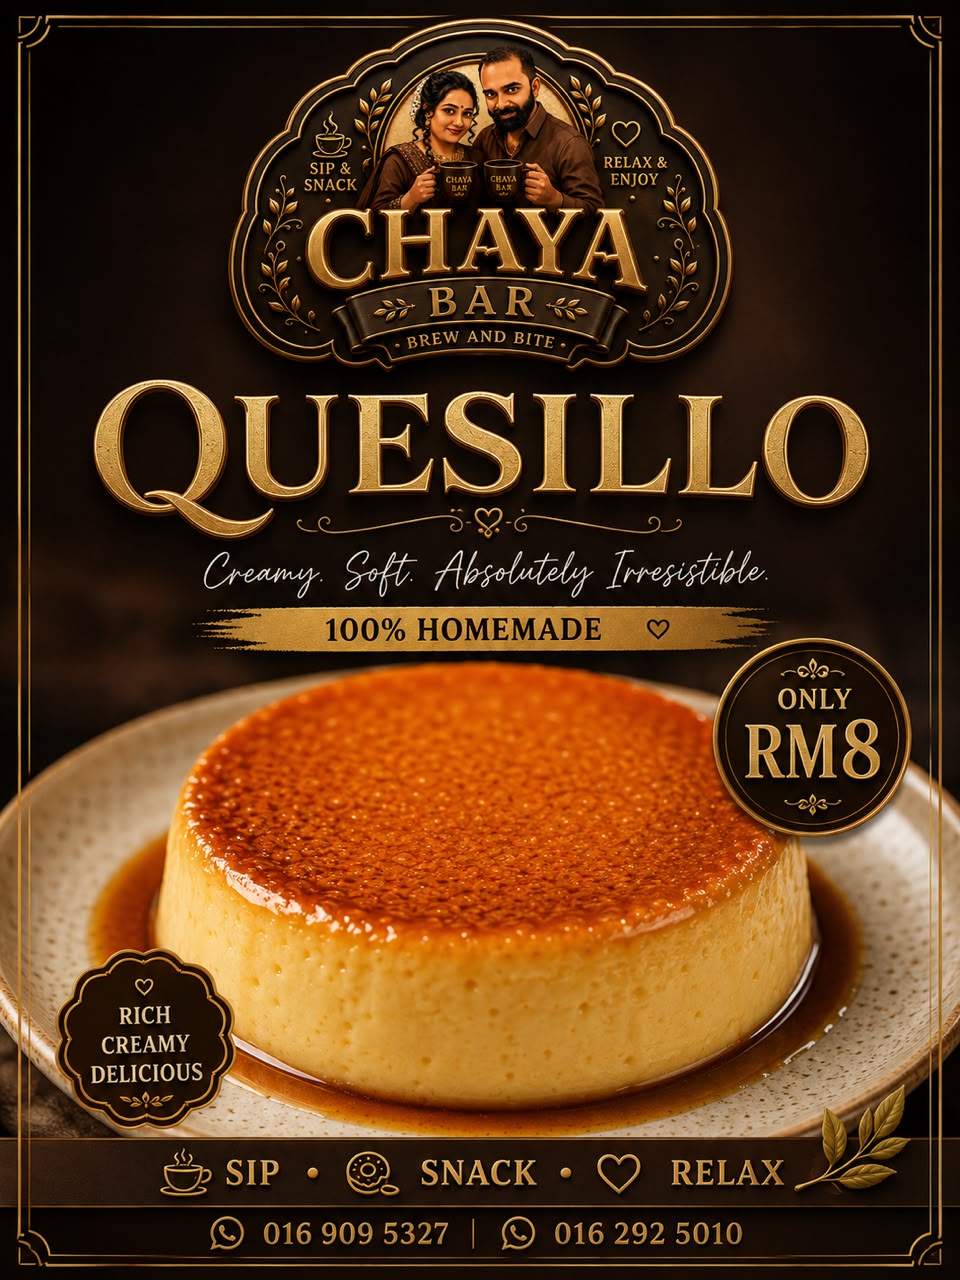 SIP &
SNACK
RELAX &
ENJOY
CHAYA
BAR
CHAYA
BAR
CHAYA
BAR
· BREW AND BITE ·
QUESILLO
Creamy. Soft. Absolutely Irresistible.
100% HOMEMADE
ONLY
RM8
RICH
CREAMY
DELICIOUS
SIP • SNACK • RELAX
016 909 5327 | 016 292 5010